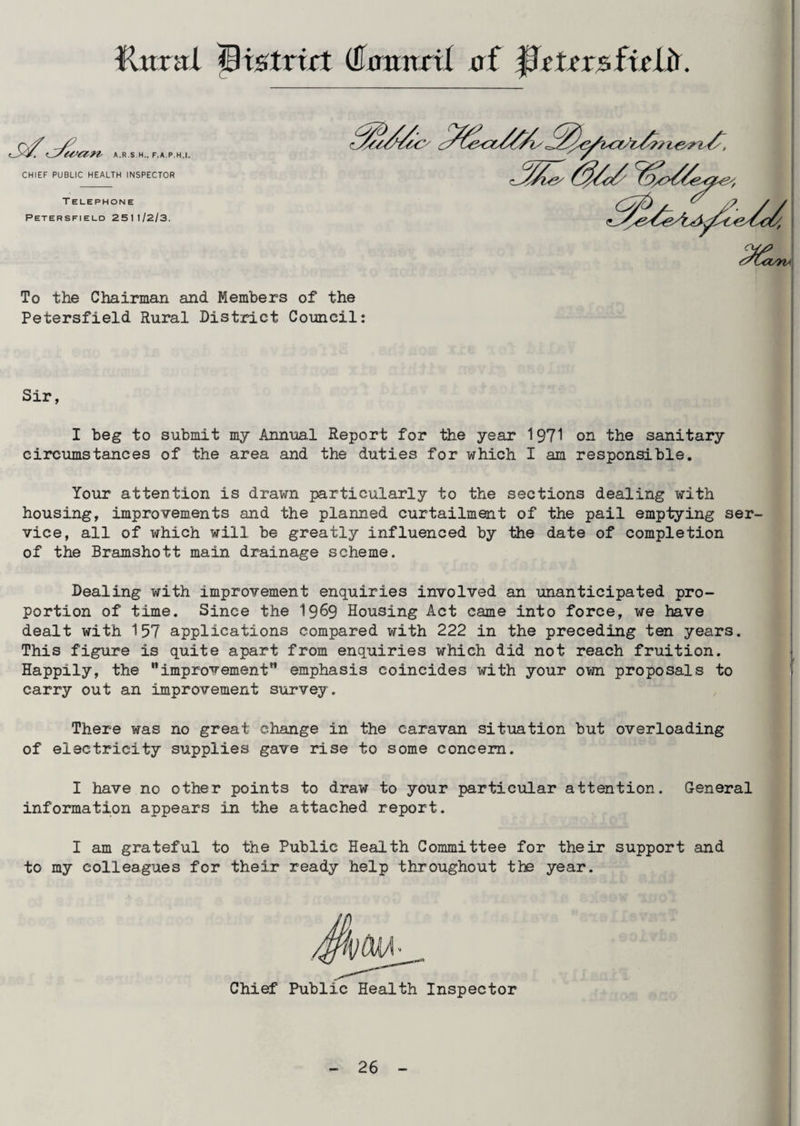 Rural District Council of Petersfield.
A.R.S.H., F.A.P.H.I.
CHIEF PUBLIC HEALTH INSPECTOR
TELEPHONE
PETERSFIELD 2511/2/3.
Public Health Department,
The Old College,
Petersfield,
Hants
To the Chairman and Members of the
Petersfield Rural District Council:
Sir,
I beg to submit my Annual Report for the year 1971 on the sanitary
circumstances of the area and the duties for which I am responsible.
Your attention is drawn particularly to the sections dealing with
housing, improvements and the planned curtailment of the pail emptying ser-
vice, all of which will be greatly influenced by the date of completion
of the Bramshott main drainage scheme.
Dealing with improvement enquiries involved an unanticipated pro-
portion of time. Since the 1969 Housing Act came into force, we have
dealt with 157 applications compared with 222 in the preceding ten years.
This figure is quite apart from enquiries which did not reach fruition.
Happily, the "improvement" emphasis coincides with your own proposals to
carry out an improvement survey.
There was no great change in the caravan situation but overloading
of electricity supplies gave rise to some concern.
I have no other points to draw to your particular attention. General
information appears in the attached report.
I am grateful to the Public Health Committee for their support and
to my colleagues for their ready help throughout the year.
Chief Public Health Inspector
- 26 -